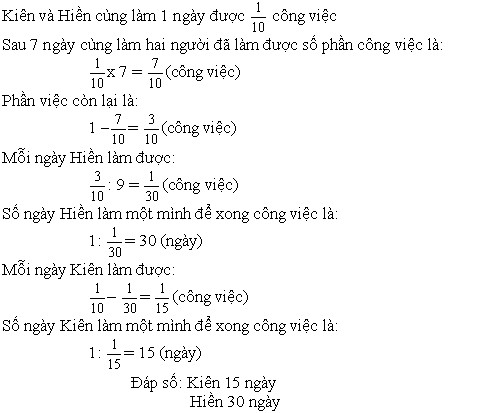 Kiên và Hiền cùng làm 1 ngày được 1/10 công việc
Sau 7 ngày cùng làm hai người đã làm được số phần công việc là:
1/10 x 7 = 7/10 (công việc)
Phần việc còn lại là:
1 – 7/10 = 3/10 (công việc)
Mỗi ngày Hiền làm được:
3/10 : 9 = 1/30 (công việc)
Số ngày Hiền làm một mình để xong công việc là:
1: 1/30 = 30 (ngày)
Mỗi ngày Kiên làm được:
1/10 – 1/30 = 1/15 (công việc)
Số ngày Kiên làm một mình để xong công việc là:
1: 1/15 = 15 (ngày)
Đáp số: Kiên 15 ngày
Hiền 30 ngày